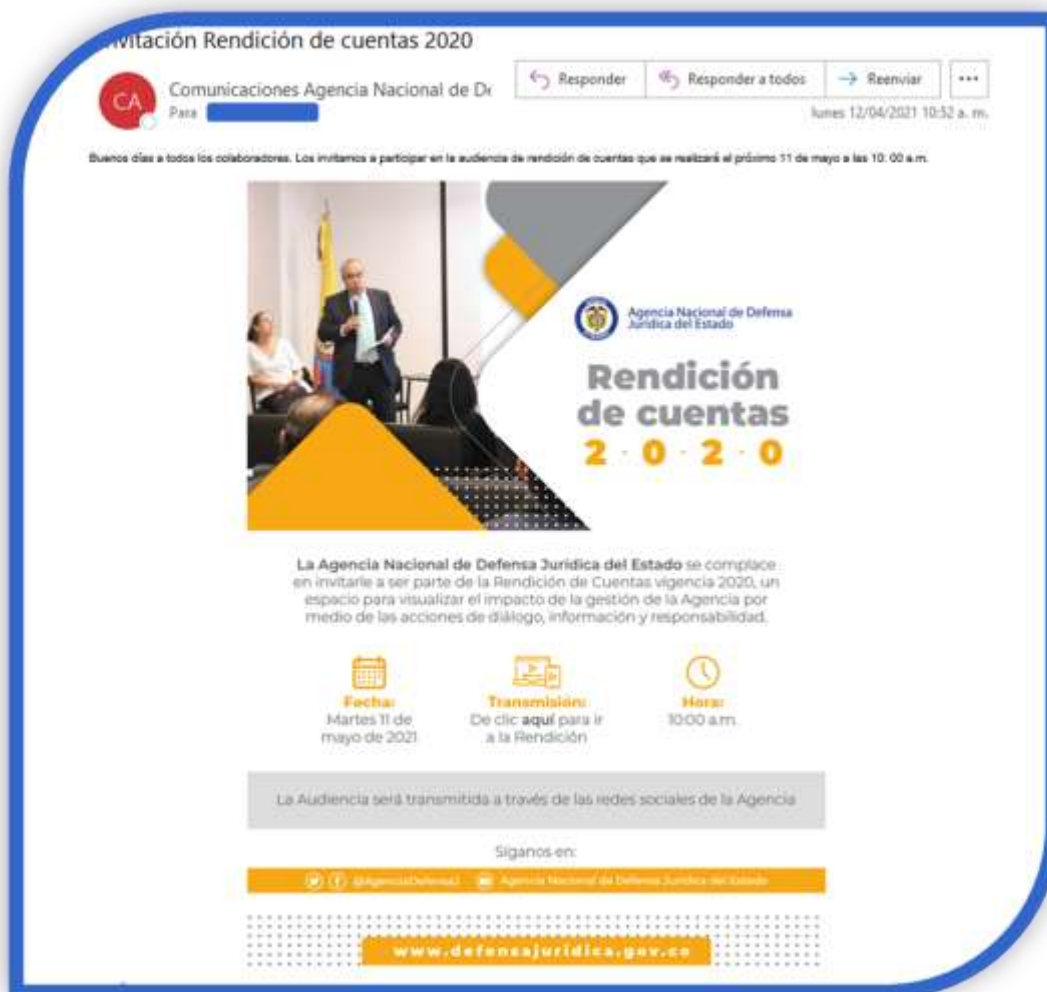 nvitación Rendición de cuentas 2020
CA
Comunicaciones Agencia Nacional de De
Para
Responder
Responder a todos
Reenviar
lunes 12/04/2021 10:52 a. m.
Buenos días a todos los colaboradores. Los invitamos a participar en la audiencia de rendición de cuentas que se realizará el próximo 11 de mayo a las 10: 00 a.m.
Agencia Nacional de Defensa
Jurídica del Estado
Rendición
de cuentas
2·0·2·0
La Agencia Nacional de Defensa Jurídica del Estado se complace
en invitarle a ser parte de la Rendición de Cuentas vigencia 2020, un
espacio para visualizar el impacto de la gestión de la Agencia por
medio de las acciones de diálogo, información y responsabilidad.
Fecha:
Martes 11 de
mayo de 2021
Transmisión:
De clic aquí para ir
a la Rendición
Hora:
10:00 a.m.
La Audiencia será transmitida a través de las redes sociales de la Agencia
Síganos en:
@AgenciaDefensaJ Agencia Nacional de Defensa Jurídica del Estado
www.defensajuridica.gov.co